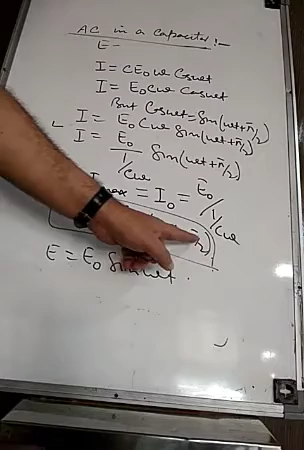 AC in a capacitor :-
E =
I = CE₀ω Cosωt
I = E₀Cω Cosωt
But Cosωt = Sin(ωt+π/2)
I = E₀Cω Sin(ωt+π/2)
I = E₀/1/Cω Sin(ωt+π/2)
= I₀ = E₀/1/Cω
/2)
E = E₀ Sinωt.